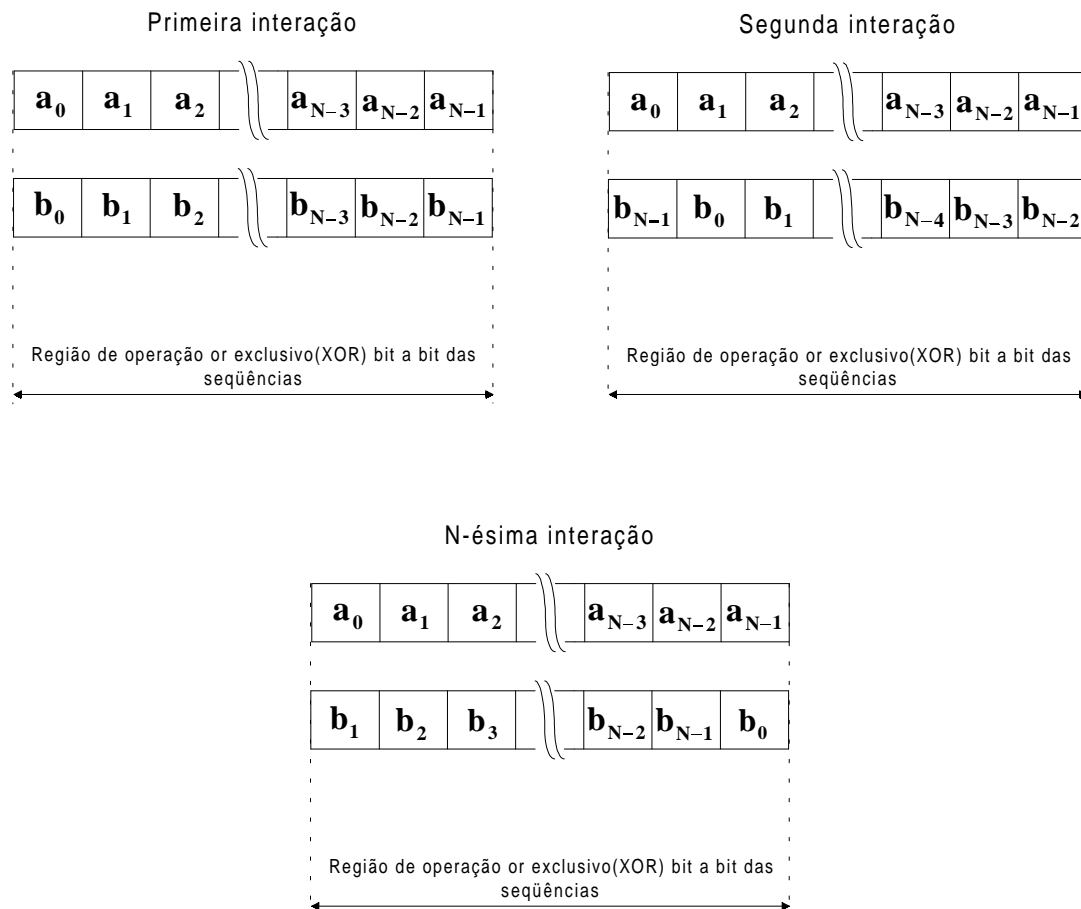 Primeira interação
a0 a1 a2 aN−3 aN−2 aN−1
b0 b1 b2 bN−3 bN−2 bN−1
Região de operação or exclusivo(XOR) bit a bit das
seqüências
Segunda interação
a0 a1 a2 aN−3 aN−2 aN−1
bN−1 b0 b1 bN−4 bN−3 bN−2
Região de operação or exclusivo(XOR) bit a bit das
seqüências
N-ésima interação
a0 a1 a2 aN−3 aN−2 aN−1
b1 b2 b3 bN−2 bN−1 b0
Região de operação or exclusivo(XOR) bit a bit das
seqüências